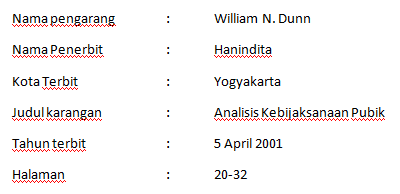 Nama pengarang : William N. Dunn
Nama Penerbit : Hanindita
Kota Terbit : Yogyakarta
Judul karangan : Analisis Kebijaksanaan Pubik
Tahun terbit : 5 April 2001
Halaman : 20-32